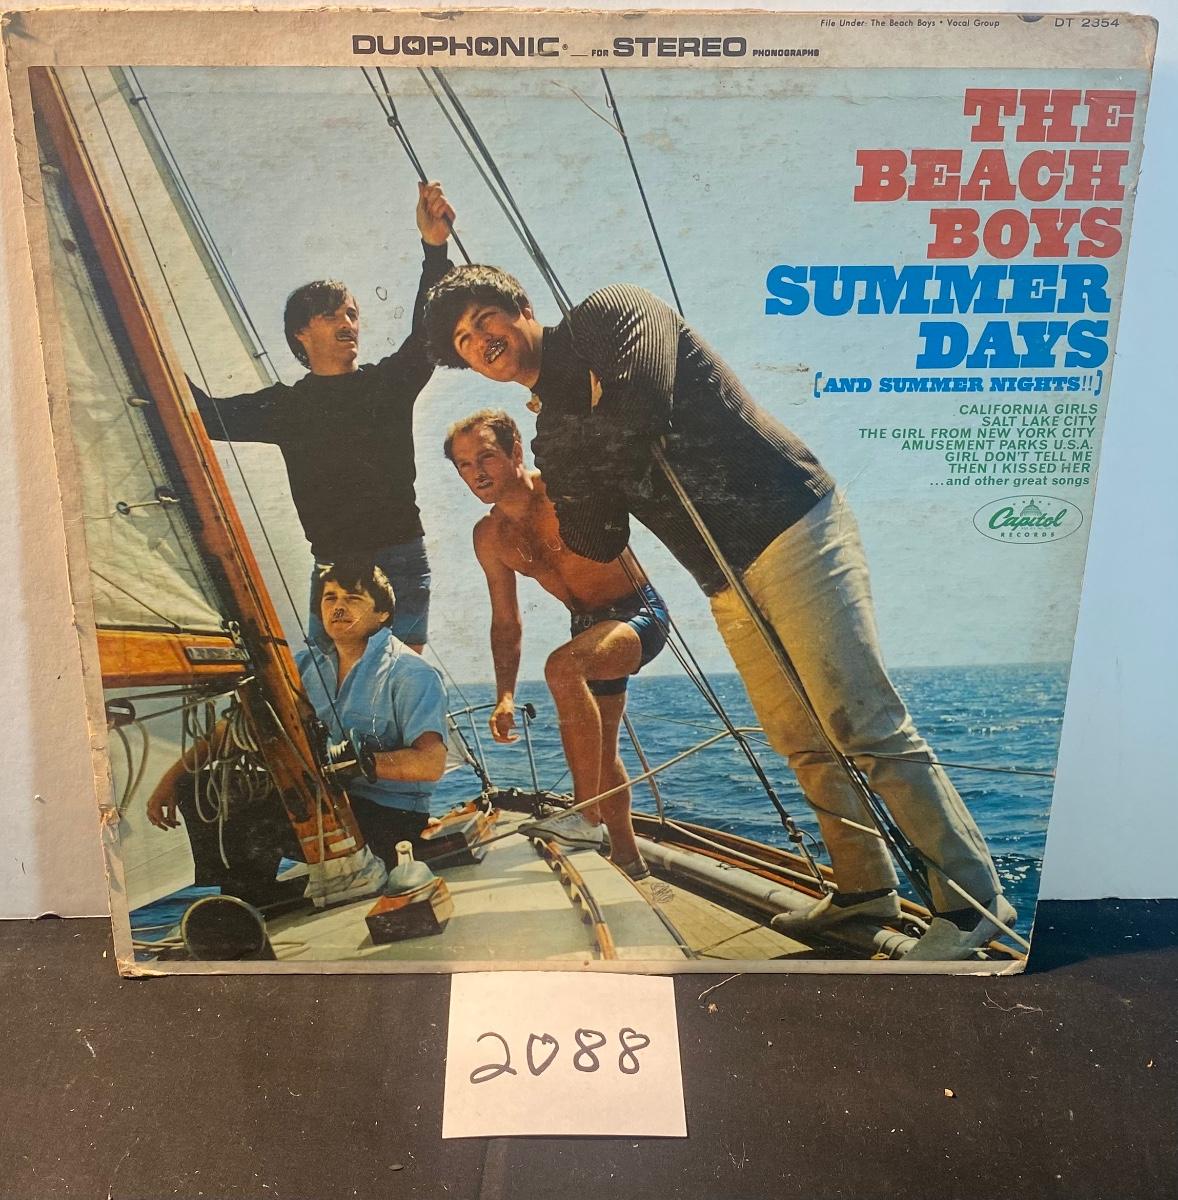 File Under: The Beach Boys • Vocal Group DT 2354
DUOPHONIC® FOR STEREO PHONOGRAPHS
THE
BEACH
BOYS
SUMMER
DAYS
[AND SUMMER NIGHTS!!]
CALIFORNIA GIRLS
SALT LAKE CITY
THE GIRL FROM NEW YORK CITY
AMUSEMENT PARKS U.S.A.
GIRL DON'T TELL ME
THEN I KISSED HER
...and other great songs
Capitol
RECORDS
2088